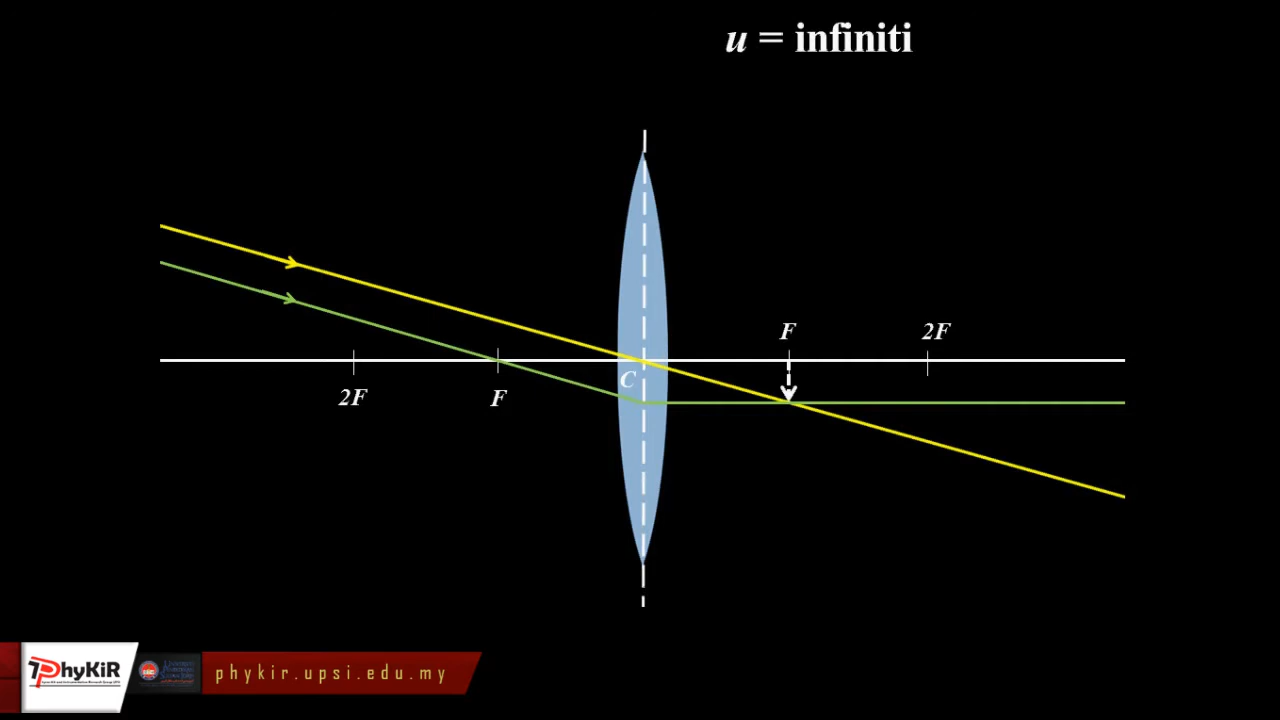 u = infiniti
F 2F
C
2F F
PhyKiR
phykir.upsi.edu.my